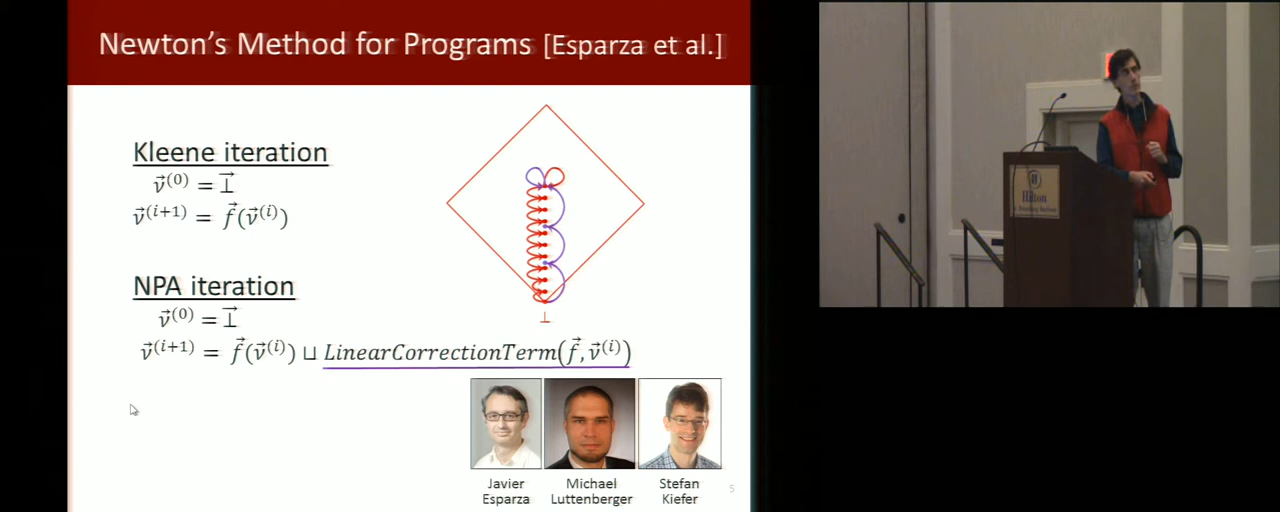 Newton's Method for Programs [Esparza et al.]
Kleene iteration
v⃗⁽⁰⁾ = ⊥⃗
v⃗⁽ⁱ⁺¹⁾ = f⃗(v⃗⁽ⁱ⁾)
⊥
NPA iteration
v⃗⁽⁰⁾ = ⊥⃗
v⃗⁽ⁱ⁺¹⁾ = f⃗(v⃗⁽ⁱ⁾) ⊔ LinearCorrectionTerm(f⃗, v⃗⁽ⁱ⁾)
Javier Esparza
Michael Luttenberger
Stefan Kiefer
5
Hilton